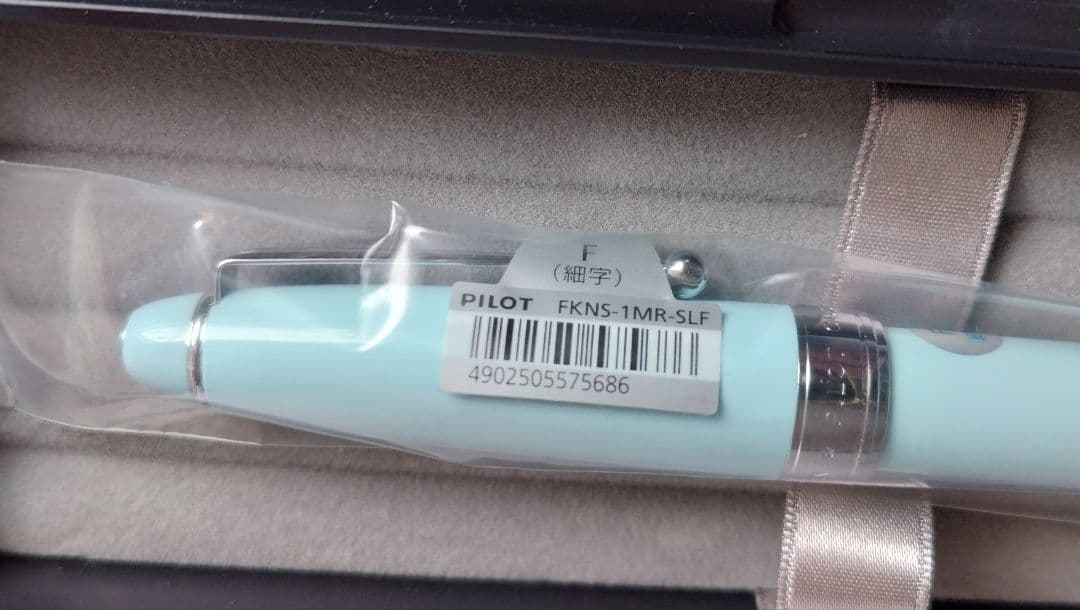 F
(細字)
PILOT FKNS-1MR-SLF
4902505575686